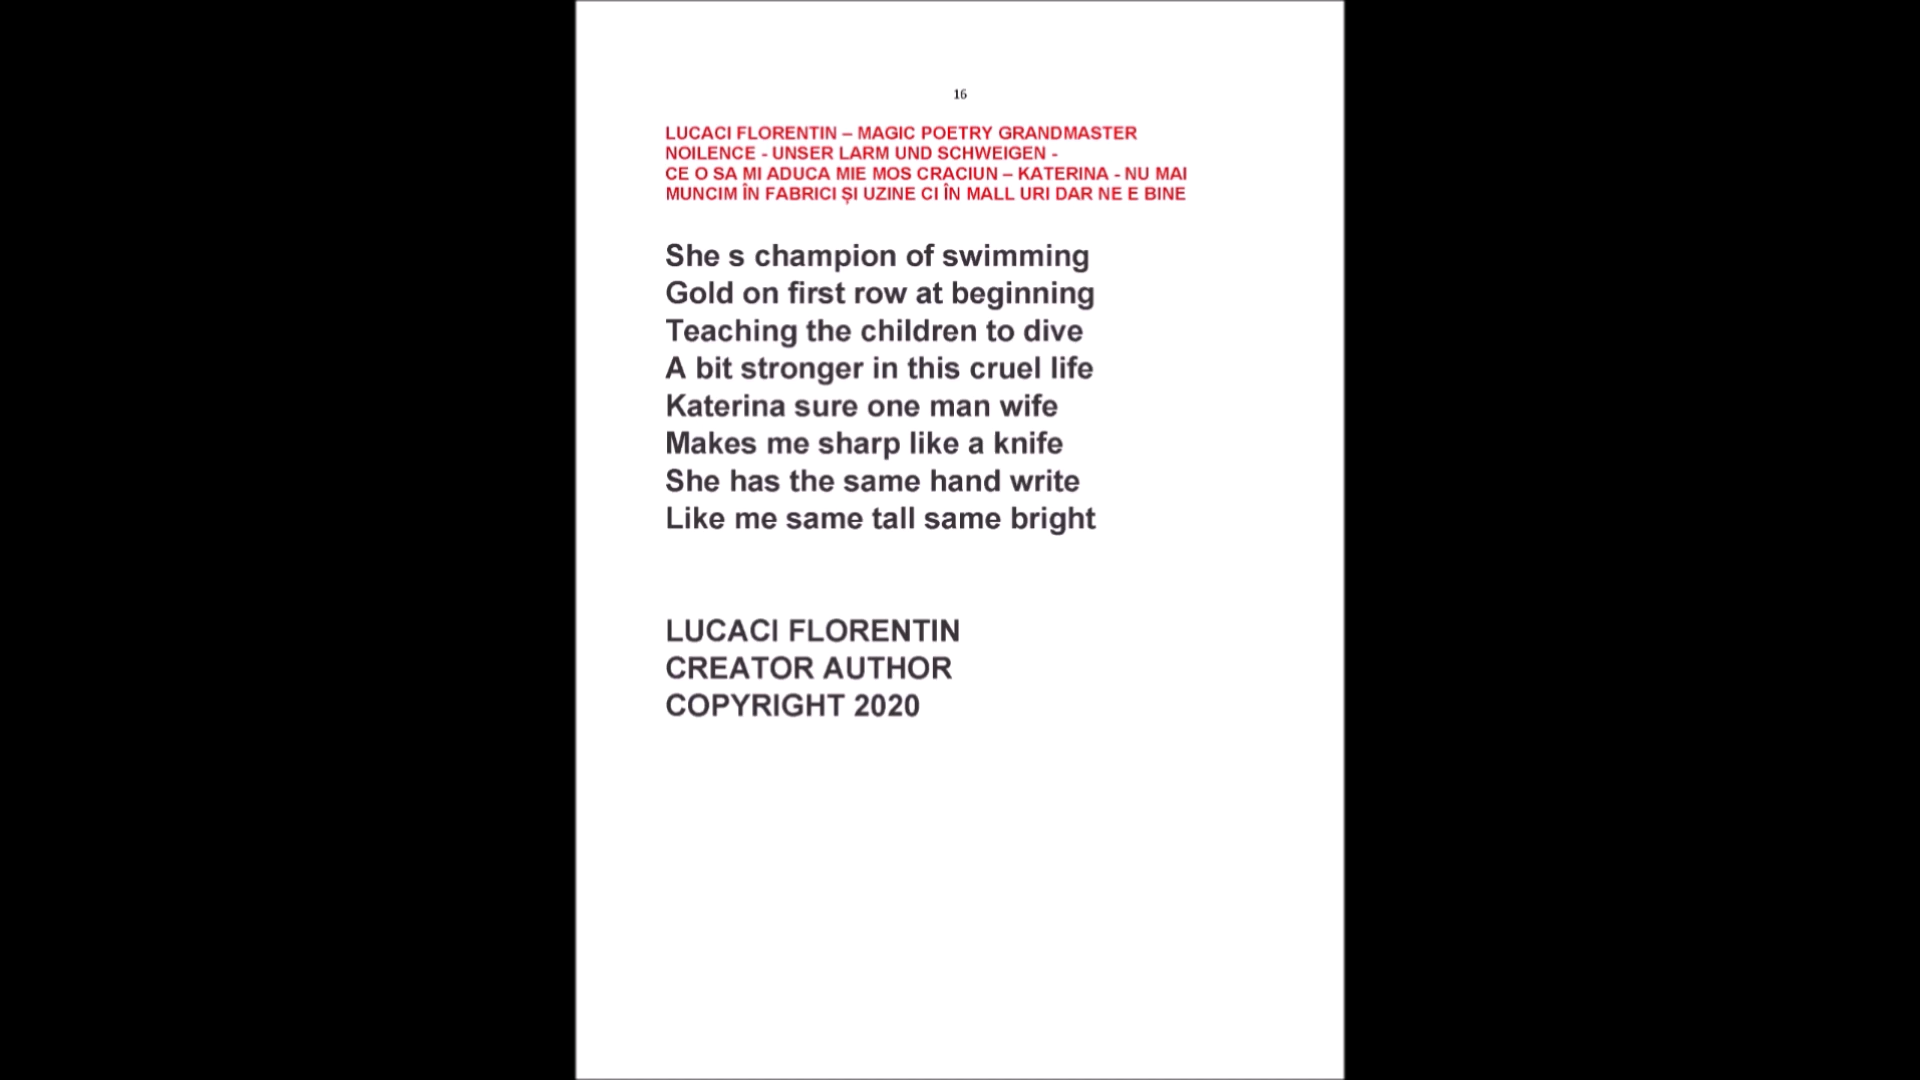 16
LUCACI FLORENTIN – MAGIC POETRY GRANDMASTER
NOILENCE - UNSER LARM UND SCHWEIGEN -
CE O SA MI ADUCA MIE MOS CRACIUN – KATERINA - NU MAI
MUNCIM ÎN FABRICI ȘI UZINE CI ÎN MALL URI DAR NE E BINE
She s champion of swimming
Gold on first row at beginning
Teaching the children to dive
A bit stronger in this cruel life
Katerina sure one man wife
Makes me sharp like a knife
She has the same hand write
Like me same tall same bright
LUCACI FLORENTIN
CREATOR AUTHOR
COPYRIGHT 2020